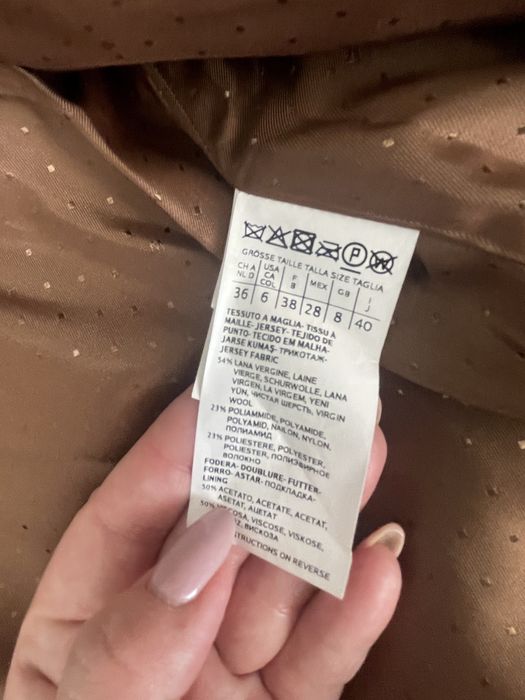 P W
GRÖSSE TAILLE TALLA SIZE TAGLIA
CH A NL D USA CA COL F B MEX GB I J
36 6 38 28 8 40
TESSUTO A MAGLIA- TISSU A
MAILLE- JERSEY- TEJIDO DE
PUNTO- TECIDO EM MALHA-
JARSE KUMAŞ- ТРИКОТАЖ-
JERSEY FABRIC
54% LANA VERGINE, LAINE
VIERGE, SCHURWOLLE, LANA
VIRGEN, LA VIRGEM, YENI
YÜN, ЧИСТАЯ ШЕРСТЬ, VIRGIN
WOOL
23% POLIAMMIDE, POLYAMIDE,
POLYAMID, NAILON, NYLON,
ПОЛИАМИД
23% POLIESTERE, POLYESTER,
POLIESTER, ПОЛИЭФИРНОЕ
ВОЛОКНО
FODERA- DOUBLURE- FUTTER-
FORRO- ASTAR- ПОДКЛАДКА-
LINING
50% ACETATO, ACETATE, ACETAT,
ASETAT, АЦЕТАТ
50% VISCOSA, VISCOSE, VISKOSE,
ВИСКОЗА
INSTRUCTIONS ON REVERSE